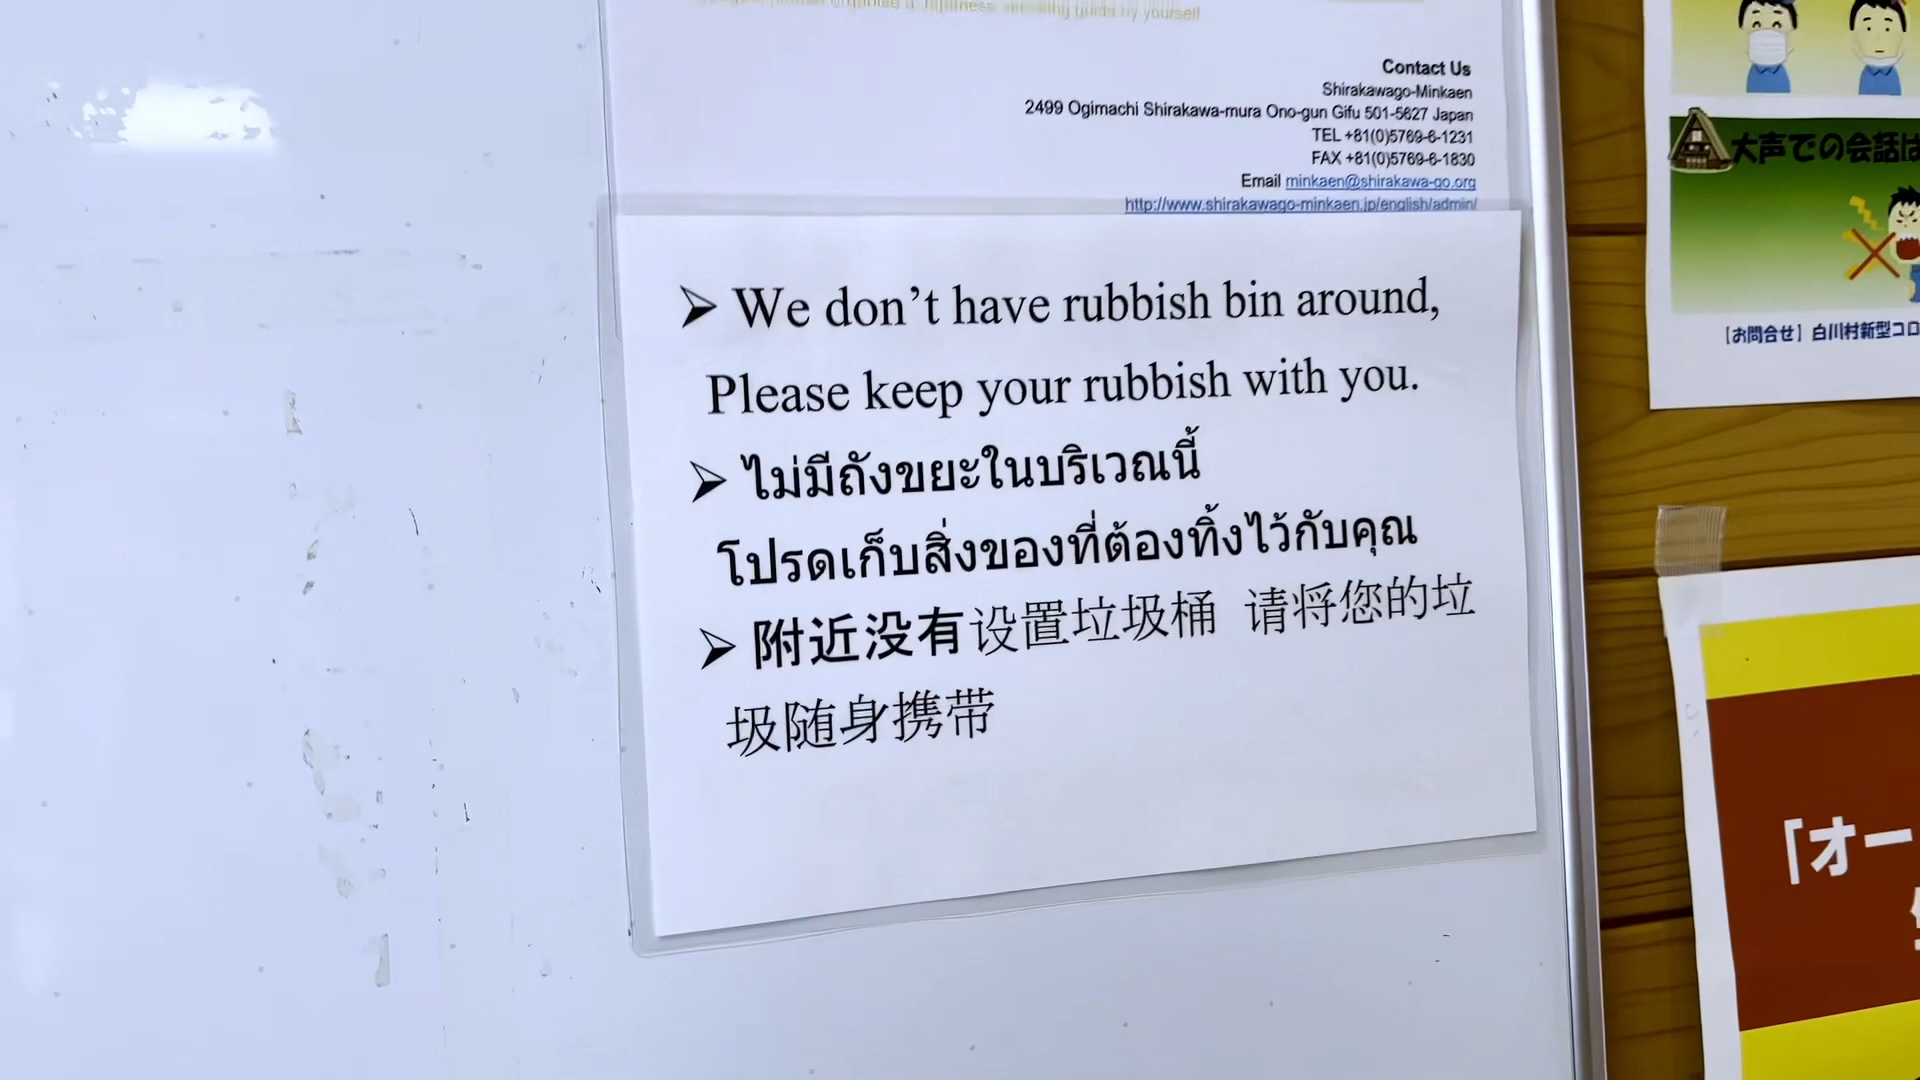 guide by yourself
Contact Us
Shirakawago-Minkaen
2499 Ogimachi Shirakawa-mura Ono-gun Gifu 501-5627 Japan
TEL +81(0)5769-6-1231
FAX +81(0)5769-6-1830
Email minkaen@shirakawa-go.org
http://www.shirakawago-minkaen.jp/english/admin/
➢ We don't have rubbish bin around,
Please keep your rubbish with you.
➢ ไม่มีถังขยะในบริเวณนี้
โปรดเก็บสิ่งของที่ต้องทิ้งไว้กับคุณ
➢ 附近没有设置垃圾桶 请将您的垃
圾随身携带
大声での会話は
【お問合せ】白川村新型コロ
「オー